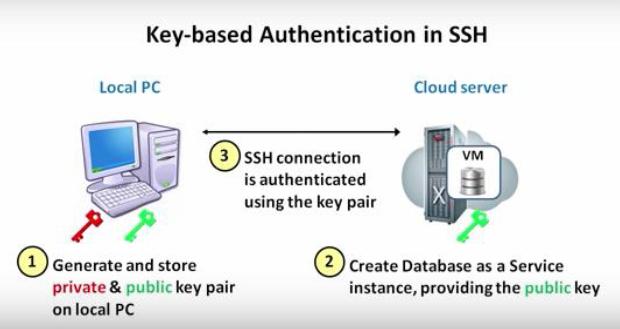 Key-based Authentication in SSH
Local PC
Cloud server
3 SSH connection
is authenticated
using the key pair
VM
X
1 Generate and store
private & public key pair
on local PC
2 Create Database as a Service
instance, providing the public key